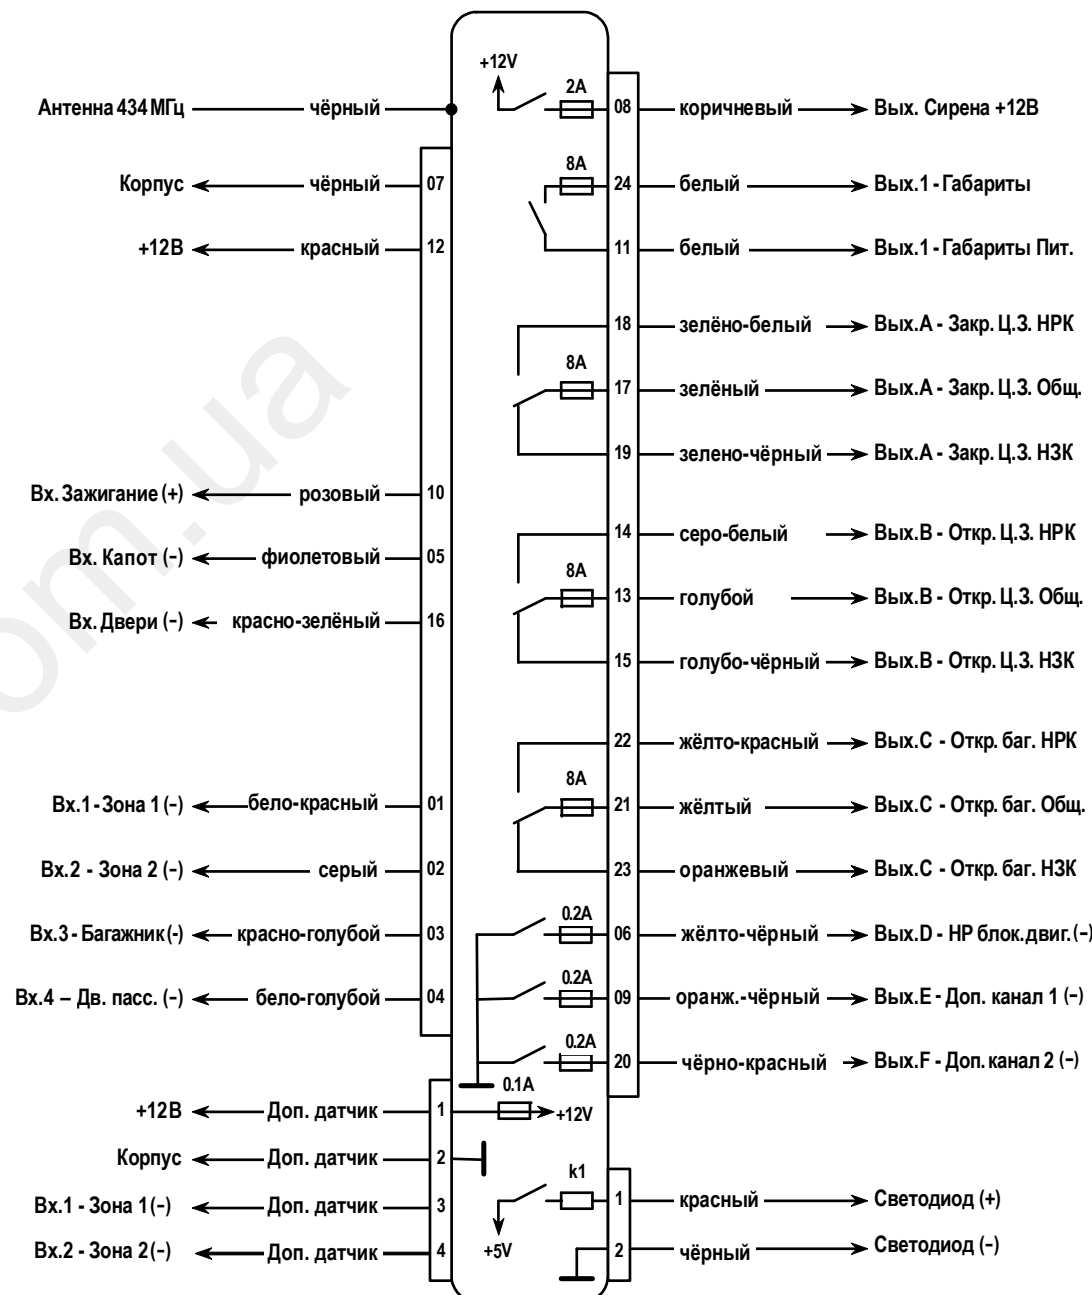 +12V
2A
Антенна 434 МГц чёрный 08 коричневый Вых. Сирена +12В
8A
Корпус чёрный 07 24 белый Вых.1 - Габариты
+12В красный 12 11 белый Вых.1 - Габариты Пит.
18 зелёно-белый Вых.А - Закр. Ц.З. НРК
8A
17 зелёный Вых.А - Закр. Ц.З. Общ.
19 зелено-чёрный Вых.А - Закр. Ц.З. НЗК
Вх. Зажигание (+) розовый 10
14 серо-белый Вых.В - Откр. Ц.З. НРК
Вх. Капот (-) фиолетовый 05
8A
13 голубой Вых.В - Откр. Ц.З. Общ.
Вх. Двери (-) красно-зелёный 16
15 голубо-чёрный Вых.В - Откр. Ц.З. НЗК
22 жёлто-красный Вых.С - Откр. баг. НРК
8A
Вх.1 - Зона 1 (-) бело-красный 01 21 жёлтый Вых.С - Откр. баг. Общ.
Вх.2 - Зона 2 (-) серый 02 23 оранжевый Вых.С - Откр. баг. НЗК
0.2A
Вх.3 - Багажник (-) красно-голубой 03 06 жёлто-чёрный Вых.D - НР блок.двиг. (-)
0.2A
Вх.4 – Дв. пасс. (-) бело-голубой 04 09 оранж.-чёрный Вых.Е - Доп. канал 1 (-)
0.2A
20 чёрно-красный Вых.F - Доп. канал 2 (-)
0.1A
+12В Доп. датчик 1 +12V
Корпус Доп. датчик 2
k1
Вх.1 - Зона 1 (-) Доп. датчик 3 1 красный Светодиод (+)
Вх.2 - Зона 2 (-) Доп. датчик 4 +5V 2 чёрный Светодиод (-)
om.ua